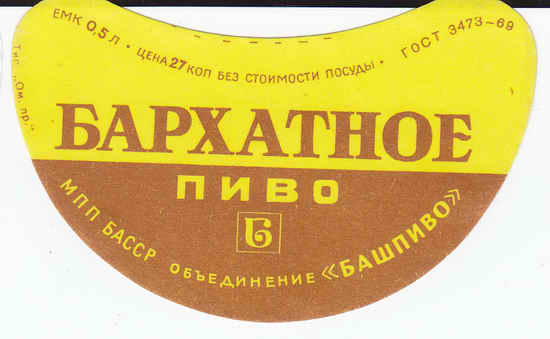 ЕМК 0,5 Л • ЦЕНА 27 КОП БЕЗ СТОИМОСТИ ПОСУДЫ • ГОСТ 3473-69
БАРХАТНОЕ
ПИВО
Б
МПП БАССР ОБЪЕДИНЕНИЕ «БАШПИВО»